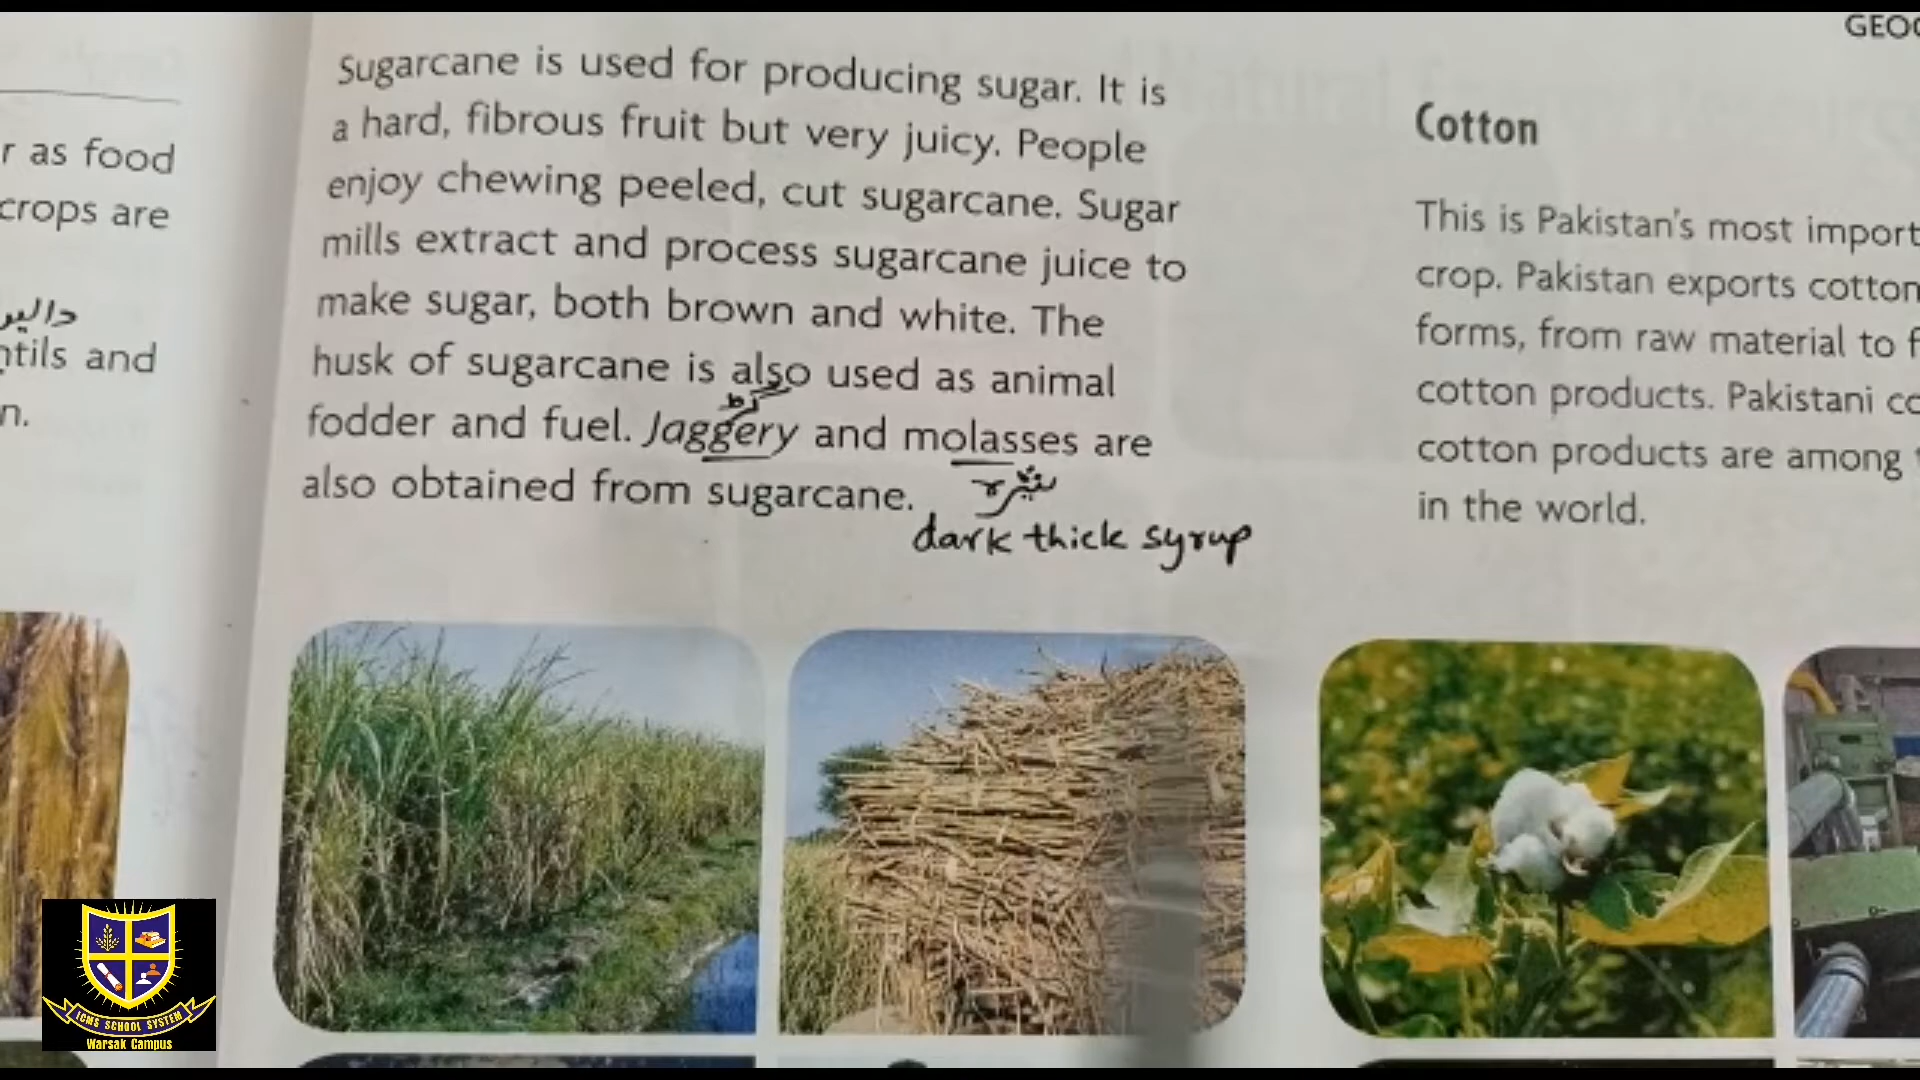 GEOG
r as food
crops are
ntils and
n.
Sugarcane is used for producing sugar. It is
a hard, fibrous fruit but very juicy. People
enjoy chewing peeled, cut sugarcane. Sugar
mills extract and process sugarcane juice to
make sugar, both brown and white. The
husk of sugarcane is also used as animal
گڑ
fodder and fuel. Jaggery and molasses are
also obtained from sugarcane.
شیرہ
dark thick syrup
Cotton
This is Pakistan's most import
crop. Pakistan exports cotton
forms, from raw material to f
cotton products. Pakistani co
cotton products are among t
in the world.
ICMS SCHOOL SYSTEM
Warsak Campus